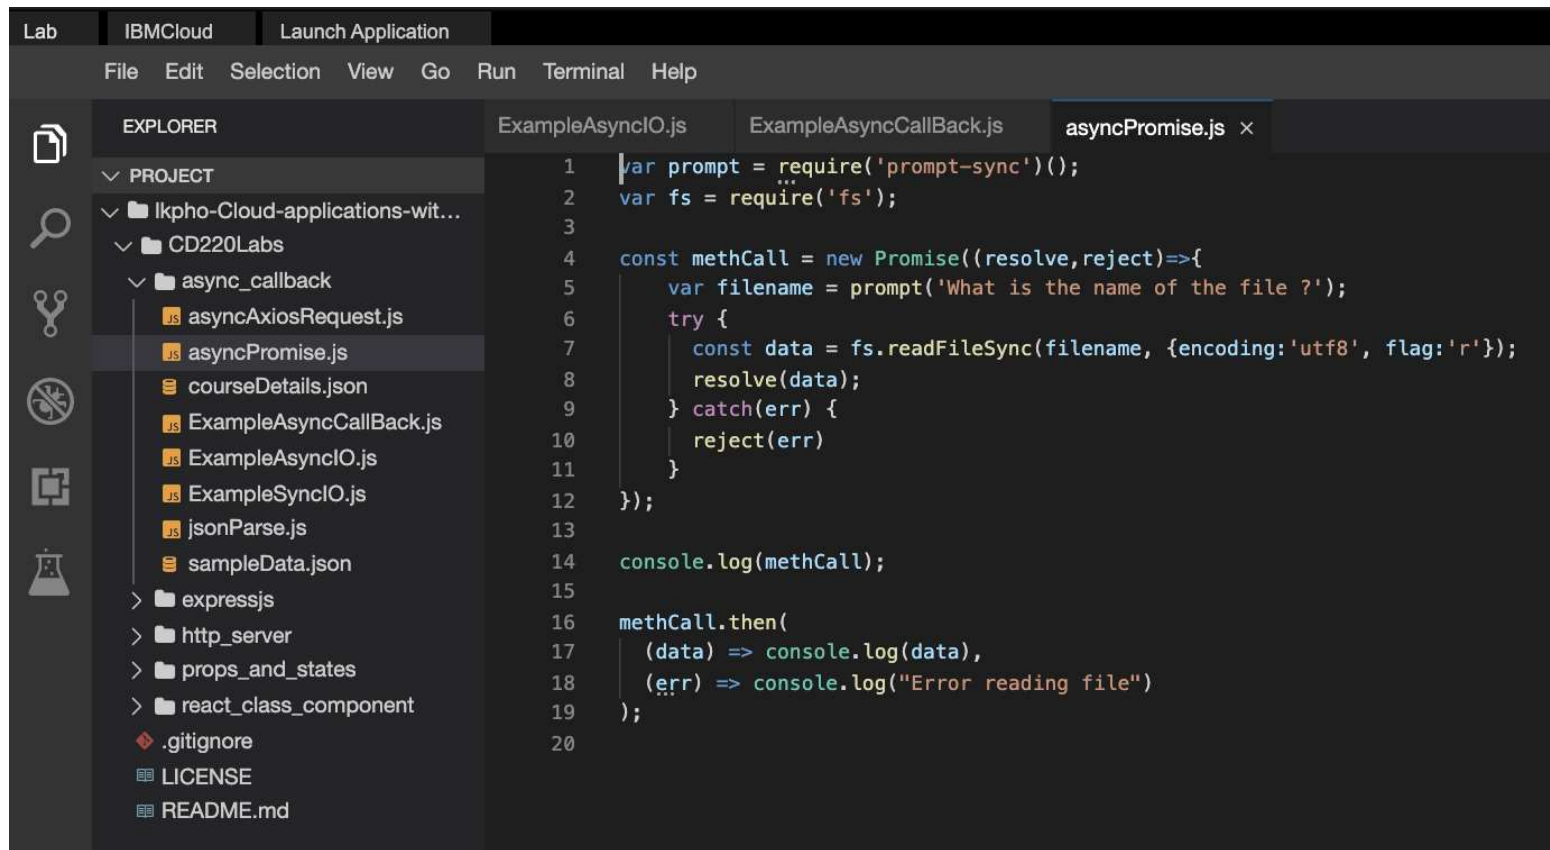 Lab IBMCloud Launch Application
File Edit Selection View Go Run Terminal Help
EXPLORER
PROJECT
lkpho-Cloud-applications-wit...
CD220Labs
async_callback
asyncAxiosRequest.js
asyncPromise.js
courseDetails.json
ExampleAsyncCallBack.js
ExampleAsyncIO.js
ExampleSyncIO.js
jsonParse.js
sampleData.json
expressjs
http_server
props_and_states
react_class_component
.gitignore
LICENSE
README.md
ExampleAsyncIO.js ExampleAsyncCallBack.js asyncPromise.js ×
1 var prompt = require('prompt-sync')();
2 var fs = require('fs');
3
4 const methCall = new Promise((resolve,reject)=>{
5 var filename = prompt('What is the name of the file ?');
6 try {
7 const data = fs.readFileSync(filename, {encoding:'utf8', flag:'r'});
8 resolve(data);
9 } catch(err) {
10 reject(err)
11 }
12 });
13
14 console.log(methCall);
15
16 methCall.then(
17 (data) => console.log(data),
18 (err) => console.log("Error reading file")
19 );
20